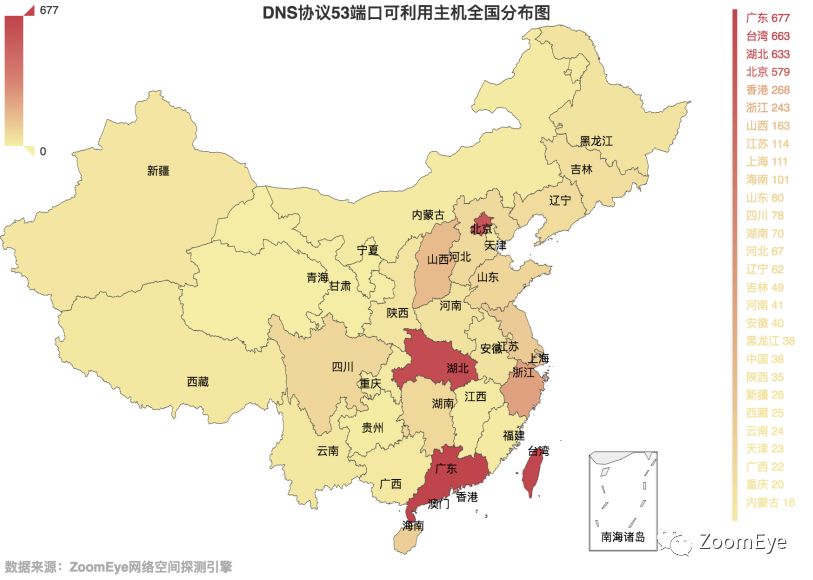 DNS协议53端口可利用主机全国分布图
677
0
广东 677
台湾 663
湖北 633
北京 579
香港 268
浙江 243
山西 163
江苏 114
上海 111
海南 101
山东 80
四川 78
湖南 70
河北 67
辽宁 62
吉林 49
河南 41
安徽 40
黑龙江 38
中国 38
陕西 35
新疆 28
西藏 25
云南 24
天津 23
广西 22
重庆 20
内蒙古 16
黑龙江
吉林
新疆
辽宁
内蒙古
北京
天津
宁夏
山西
河北
青海
甘肃
山东
陕西
河南
安徽
江苏
上海
四川
湖北
浙江
西藏
重庆
湖南
江西
贵州
福建
云南
台湾
广东
广西
香港
澳门
海南
南海诸岛
ZoomEye
数据来源：ZoomEye网络空间探测引擎